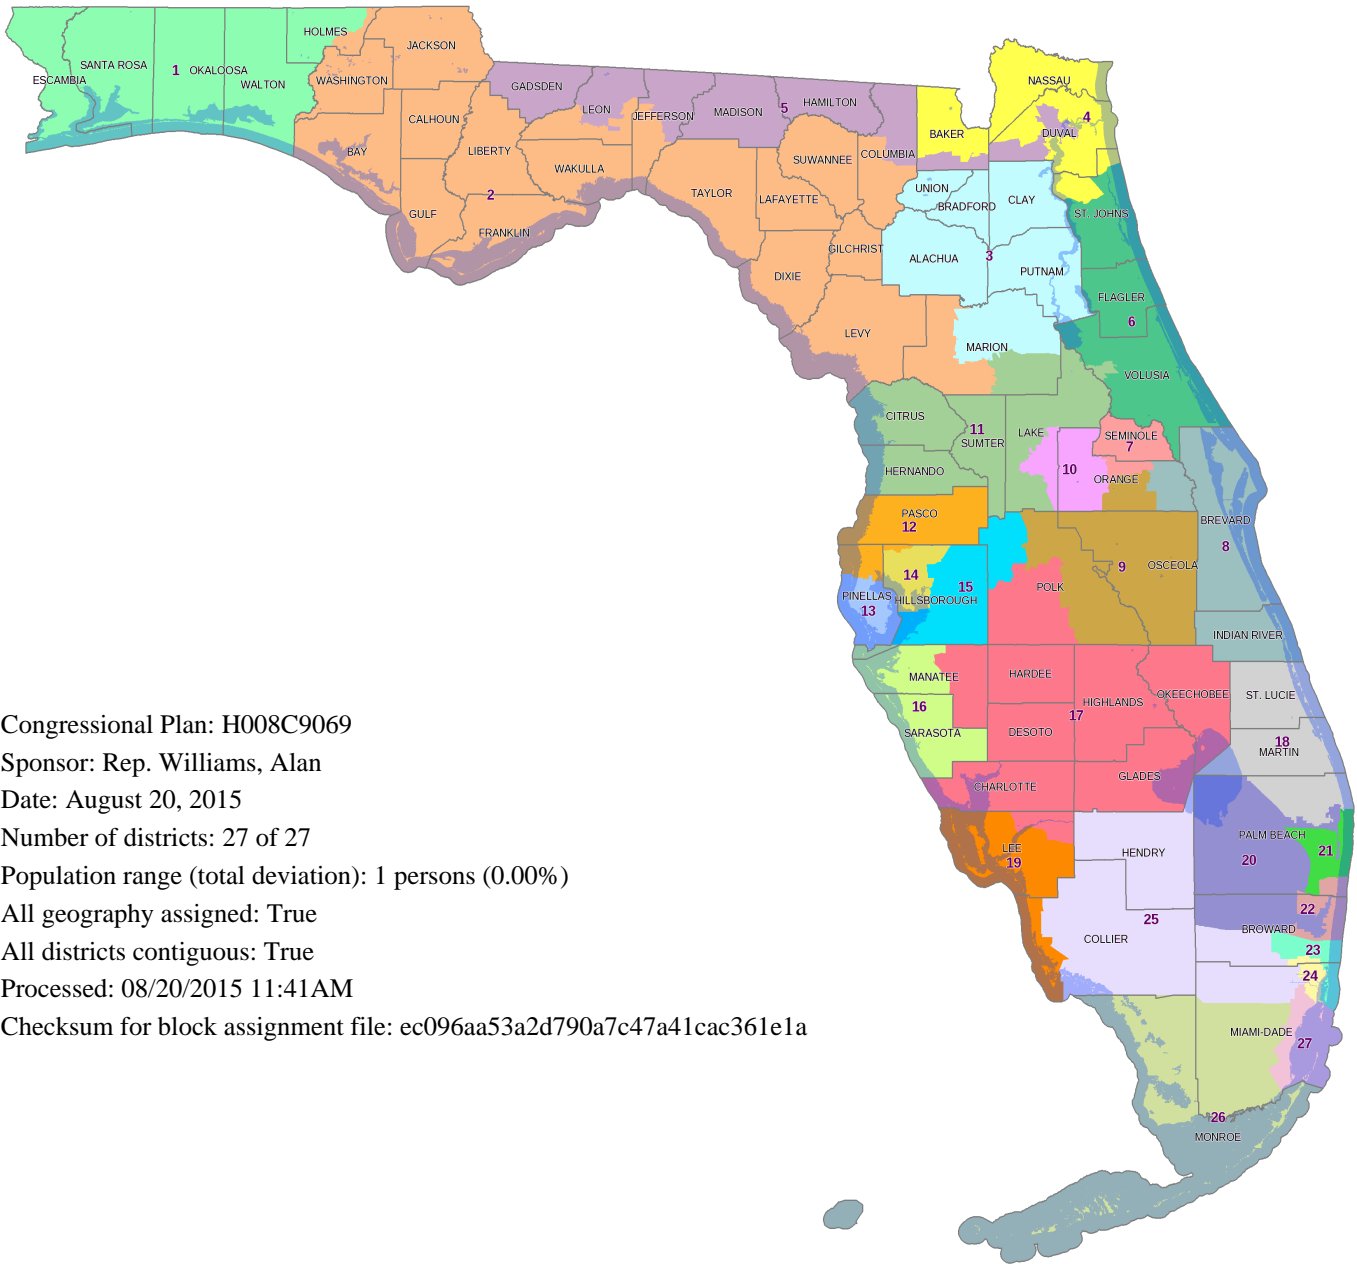 HOLMES
JACKSON
SANTA ROSA
1
OKALOOSA
ESCAMBIA
WALTON
WASHINGTON
NASSAU
GADSDEN
LEON
JEFFERSON
MADISON
5
HAMILTON
4
CALHOUN
BAKER
DUVAL
BAY
LIBERTY
WAKULLA
SUWANNEE
COLUMBIA
2
TAYLOR
LAFAYETTE
UNION
BRADFORD
CLAY
GULF
FRANKLIN
ST. JOHNS
GILCHRIST
ALACHUA
3
PUTNAM
DIXIE
FLAGLER
6
LEVY
MARION
VOLUSIA
CITRUS
11
SUMTER
LAKE
SEMINOLE
7
HERNANDO
10
ORANGE
PASCO
12
BREVARD
8
14
15
9
OSCEOLA
PINELLAS
13
HILLSBOROUGH
POLK
INDIAN RIVER
MANATEE
HARDEE
OKEECHOBEE
ST. LUCIE
16
HIGHLANDS
17
SARASOTA
DESOTO
18
MARTIN
CHARLOTTE
GLADES
LEE
19
HENDRY
PALM BEACH
20
21
22
25
BROWARD
COLLIER
23
24
MIAMI-DADE
27
26
MONROE
Congressional Plan: H008C9069
Sponsor: Rep. Williams, Alan
Date: August 20, 2015
Number of districts: 27 of 27
Population range (total deviation): 1 persons (0.00%)
All geography assigned: True
All districts contiguous: True
Processed: 08/20/2015 11:41AM
Checksum for block assignment file: ec096aa53a2d790a7c47a41cac361e1a